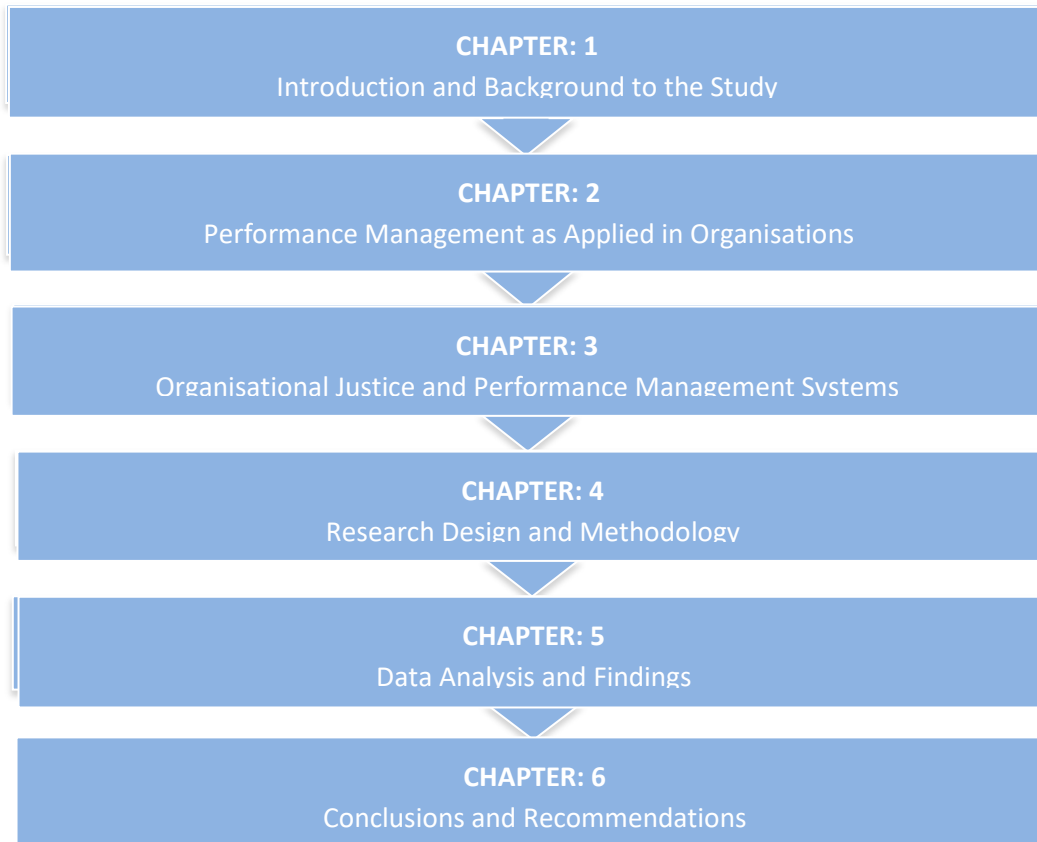 CHAPTER: 1
Introduction and Background to the Study
CHAPTER: 2
Performance Management as Applied in Organisations
CHAPTER: 3
Organisational Justice and Performance Management Systems
CHAPTER: 4
Research Design and Methodology
CHAPTER: 5
Data Analysis and Findings
CHAPTER: 6
Conclusions and Recommendations